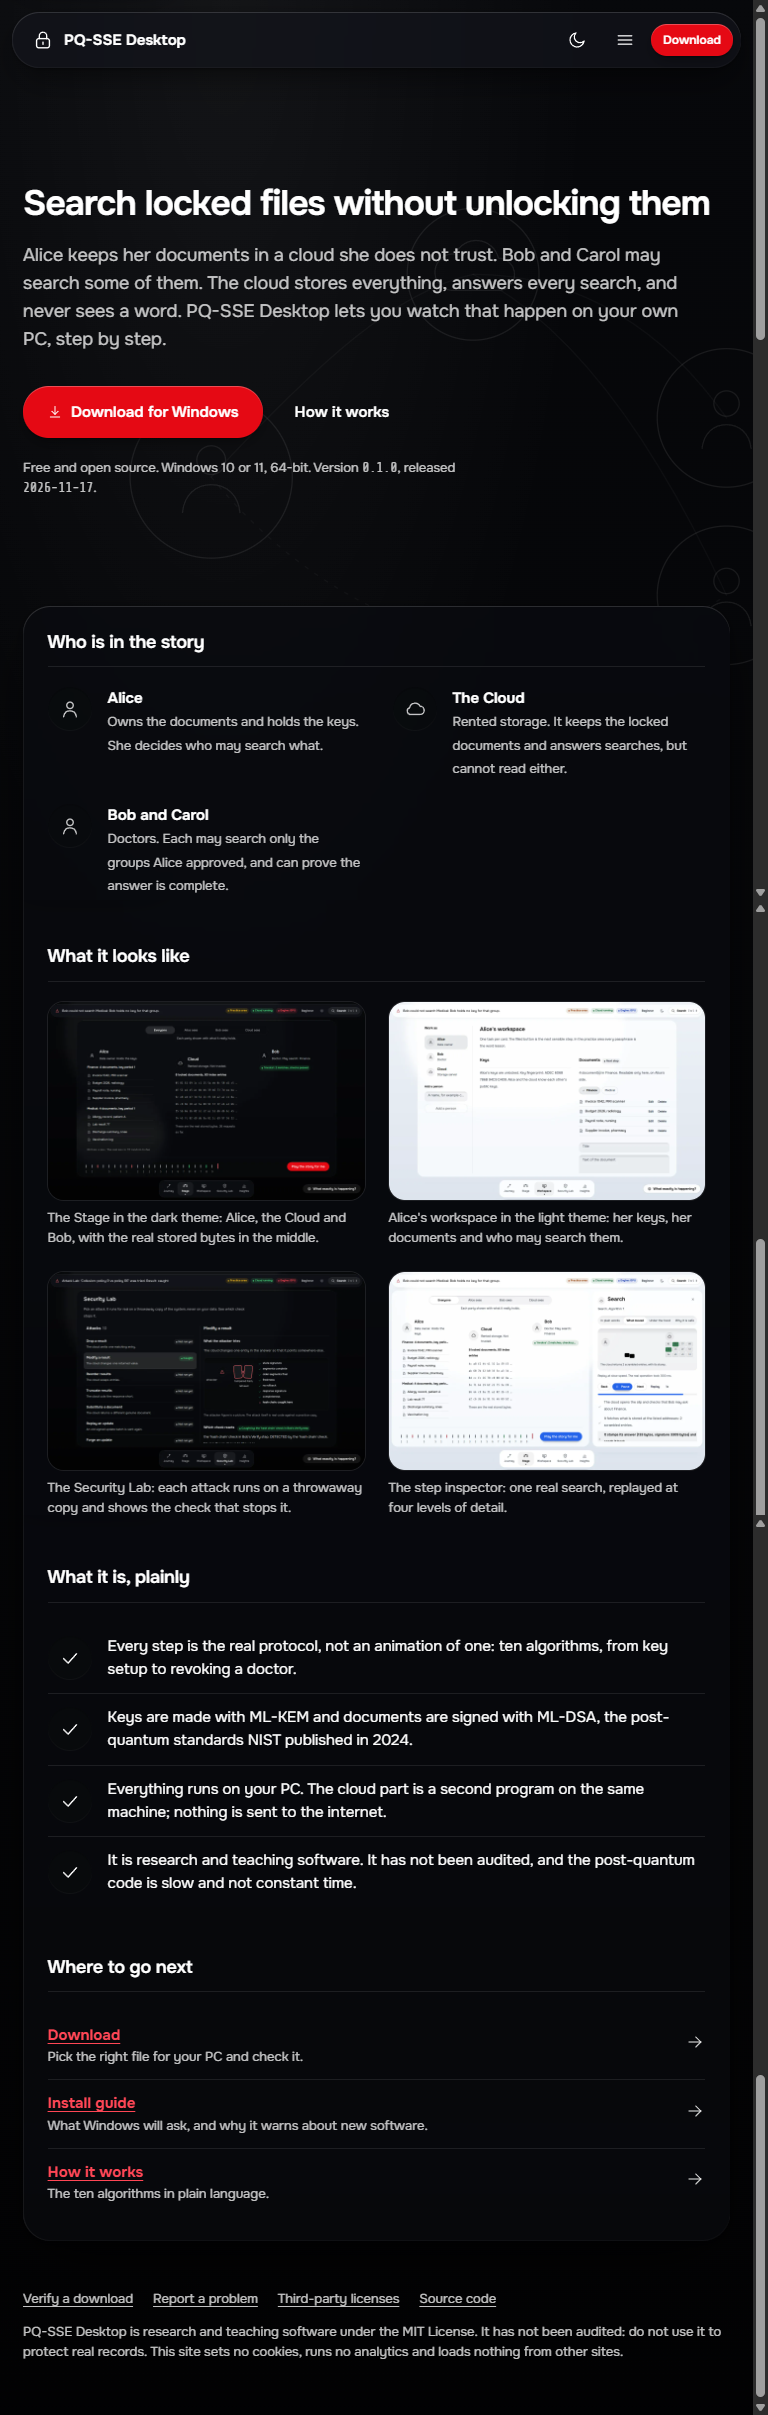 PQ-SSE Desktop
Download
Search locked files without unlocking them
Alice keeps her documents in a cloud she does not trust. Bob and Carol may
search some of them. The cloud stores everything, answers every search, and
never sees a word. PQ-SSE Desktop lets you watch that happen on your own
PC, step by step.
Download for Windows
How it works
Free and open source. Windows 10 or 11, 64-bit. Version 0.1.0, released
2026-11-17.
Who is in the story
Alice
Owns the documents and holds the keys.
She decides who may search what.
The Cloud
Rented storage. It keeps the locked
documents and answers searches, but
cannot read either.
Bob and Carol
Doctors. Each may search only the
groups Alice approved, and can prove the
answer is complete.
What it looks like
Alice
Cloud
Bob
Alice's workspace
Keys
Documents
The Stage in the dark theme: Alice, the Cloud and
Bob, with the real stored bytes in the middle.
Alice's workspace in the light theme: her keys, her
documents and who may search them.
Security Lab
Alice
Cloud
Bob
Search
The Security Lab: each attack runs on a throwaway
copy and shows the check that stops it.
The step inspector: one real search, replayed at
four levels of detail.
What it is, plainly
Every step is the real protocol, not an animation of one: ten algorithms, from key
setup to revoking a doctor.
Keys are made with ML-KEM and documents are signed with ML-DSA, the post-
quantum standards NIST published in 2024.
Everything runs on your PC. The cloud part is a second program on the same
machine; nothing is sent to the internet.
It is research and teaching software. It has not been audited, and the post-quantum
code is slow and not constant time.
Where to go next
Download
Pick the right file for your PC and check it.
Install guide
What Windows will ask, and why it warns about new software.
How it works
The ten algorithms in plain language.
Verify a download
Report a problem
Third-party licenses
Source code
PQ-SSE Desktop is research and teaching software under the MIT License. It has not been audited: do not use it to
protect real records. This site sets no cookies, runs no analytics and loads nothing from other sites.